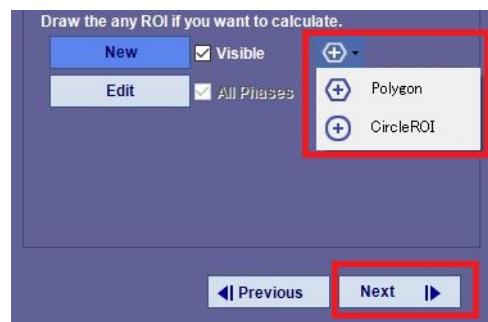 Draw the any ROI if you want to calculate.
New Visible
Edit All Phases Polygon
CircleROI
Previous Next